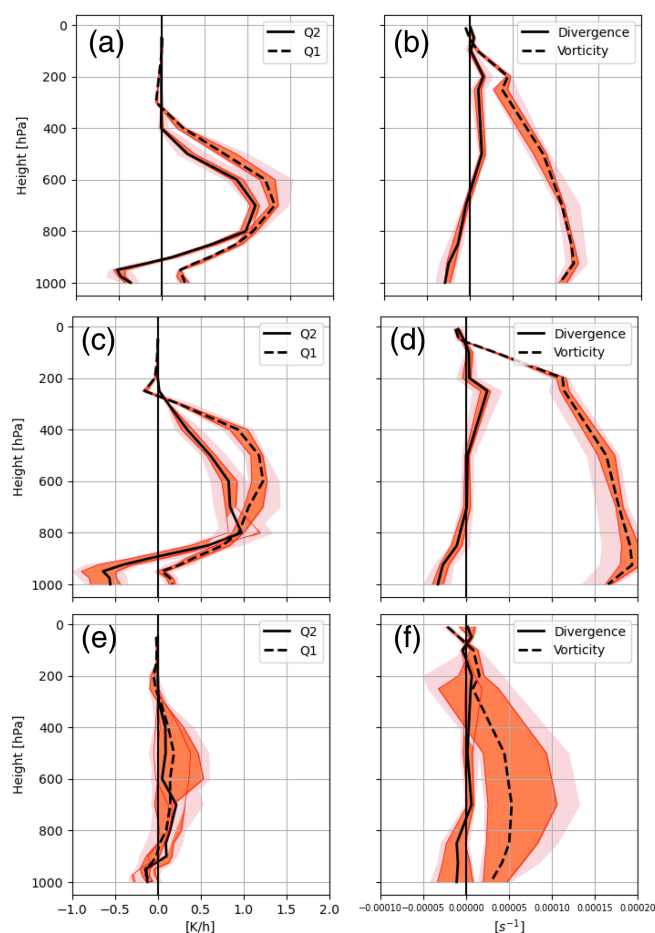 (a)
Q2
Q1
0
200
400
600
800
1000
Height [hPa]
(b)
Divergence
Vorticity
(c)
Q2
Q1
0
200
400
600
800
1000
Height [hPa]
(d)
Divergence
Vorticity
(e)
Q2
Q1
0
200
400
600
800
1000
Height [hPa]
-1.0 -0.5 0.0 0.5 1.0 1.5 2.0
[K/h]
(f)
Divergence
Vorticity
-0.00010 -0.00005 0.00000 0.00005 0.00010 0.00015 0.00020
[s⁻¹]